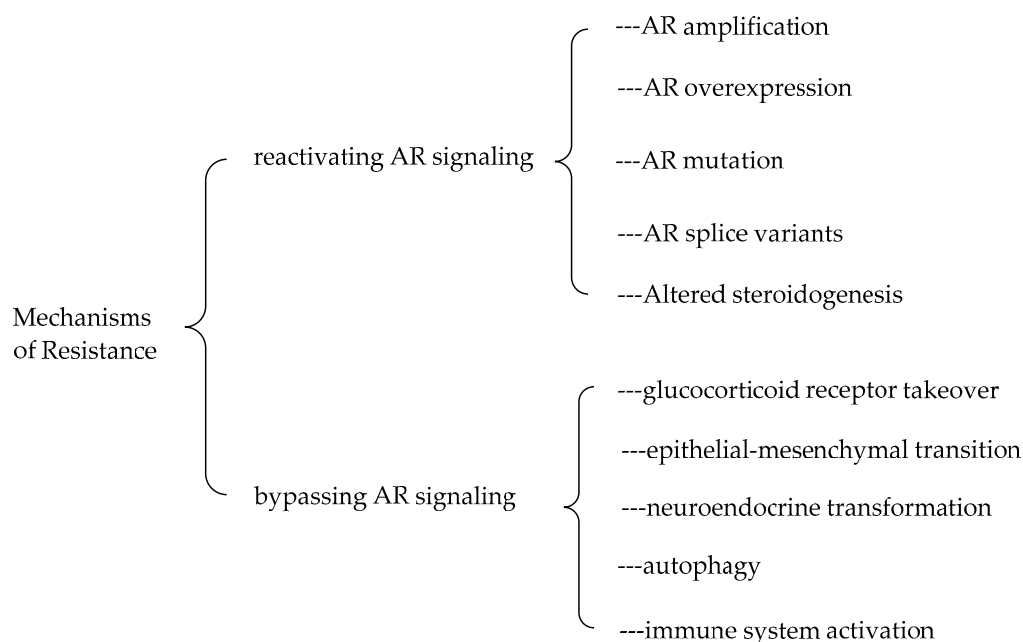 Mechanisms
of Resistance
reactivating AR signaling
---AR amplification
---AR overexpression
---AR mutation
---AR splice variants
---Altered steroidogenesis
bypassing AR signaling
---glucocorticoid receptor takeover
---epithelial-mesenchymal transition
---neuroendocrine transformation
---autophagy
---immune system activation